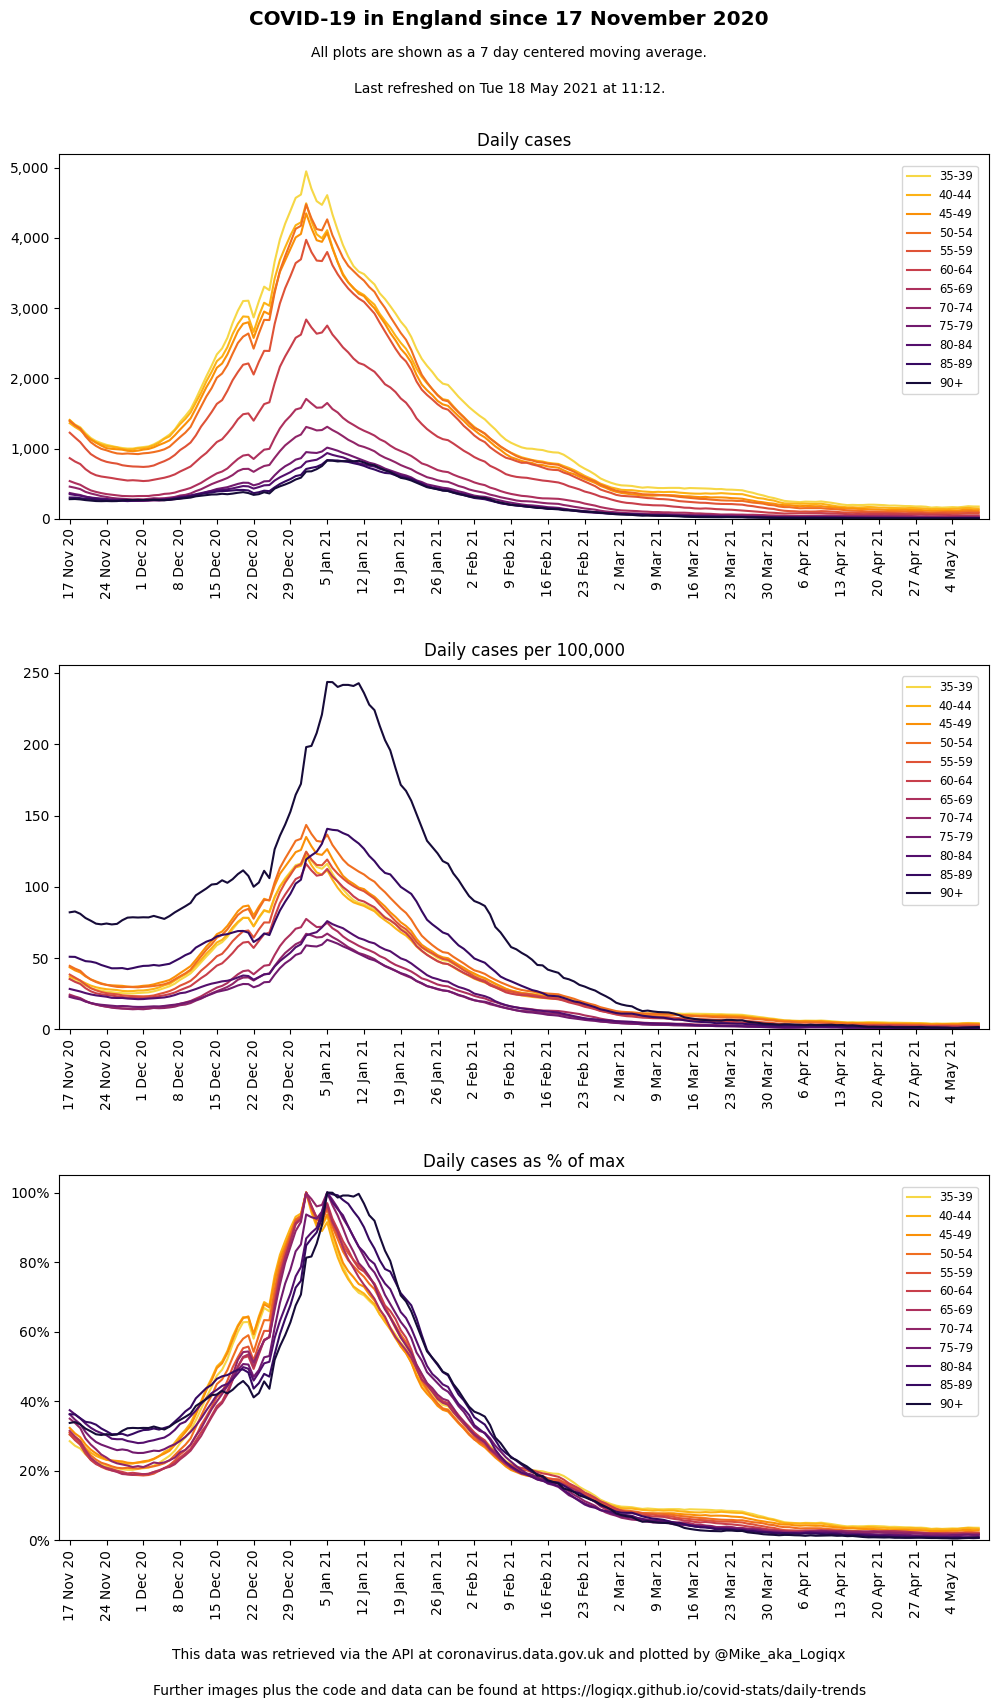 COVID-19 in England since 17 November 2020
All plots are shown as a 7 day centered moving average.
Last refreshed on Tue 18 May 2021 at 11:12.
Daily cases
5,000
4,000
3,000
2,000
1,000
0
35-39
40-44
45-49
50-54
55-59
60-64
65-69
70-74
75-79
80-84
85-89
90+
17 Nov 20
24 Nov 20
1 Dec 20
8 Dec 20
15 Dec 20
22 Dec 20
29 Dec 20
5 Jan 21
12 Jan 21
19 Jan 21
26 Jan 21
2 Feb 21
9 Feb 21
16 Feb 21
23 Feb 21
2 Mar 21
9 Mar 21
16 Mar 21
23 Mar 21
30 Mar 21
6 Apr 21
13 Apr 21
20 Apr 21
27 Apr 21
4 May 21
Daily cases per 100,000
250
200
150
100
50
0
35-39
40-44
45-49
50-54
55-59
60-64
65-69
70-74
75-79
80-84
85-89
90+
17 Nov 20
24 Nov 20
1 Dec 20
8 Dec 20
15 Dec 20
22 Dec 20
29 Dec 20
5 Jan 21
12 Jan 21
19 Jan 21
26 Jan 21
2 Feb 21
9 Feb 21
16 Feb 21
23 Feb 21
2 Mar 21
9 Mar 21
16 Mar 21
23 Mar 21
30 Mar 21
6 Apr 21
13 Apr 21
20 Apr 21
27 Apr 21
4 May 21
Daily cases as % of max
100%
80%
60%
40%
20%
0%
35-39
40-44
45-49
50-54
55-59
60-64
65-69
70-74
75-79
80-84
85-89
90+
17 Nov 20
24 Nov 20
1 Dec 20
8 Dec 20
15 Dec 20
22 Dec 20
29 Dec 20
5 Jan 21
12 Jan 21
19 Jan 21
26 Jan 21
2 Feb 21
9 Feb 21
16 Feb 21
23 Feb 21
2 Mar 21
9 Mar 21
16 Mar 21
23 Mar 21
30 Mar 21
6 Apr 21
13 Apr 21
20 Apr 21
27 Apr 21
4 May 21
This data was retrieved via the API at coronavirus.data.gov.uk and plotted by @Mike_aka_Logiqx
Further images plus the code and data can be found at https://logiqx.github.io/covid-stats/daily-trends